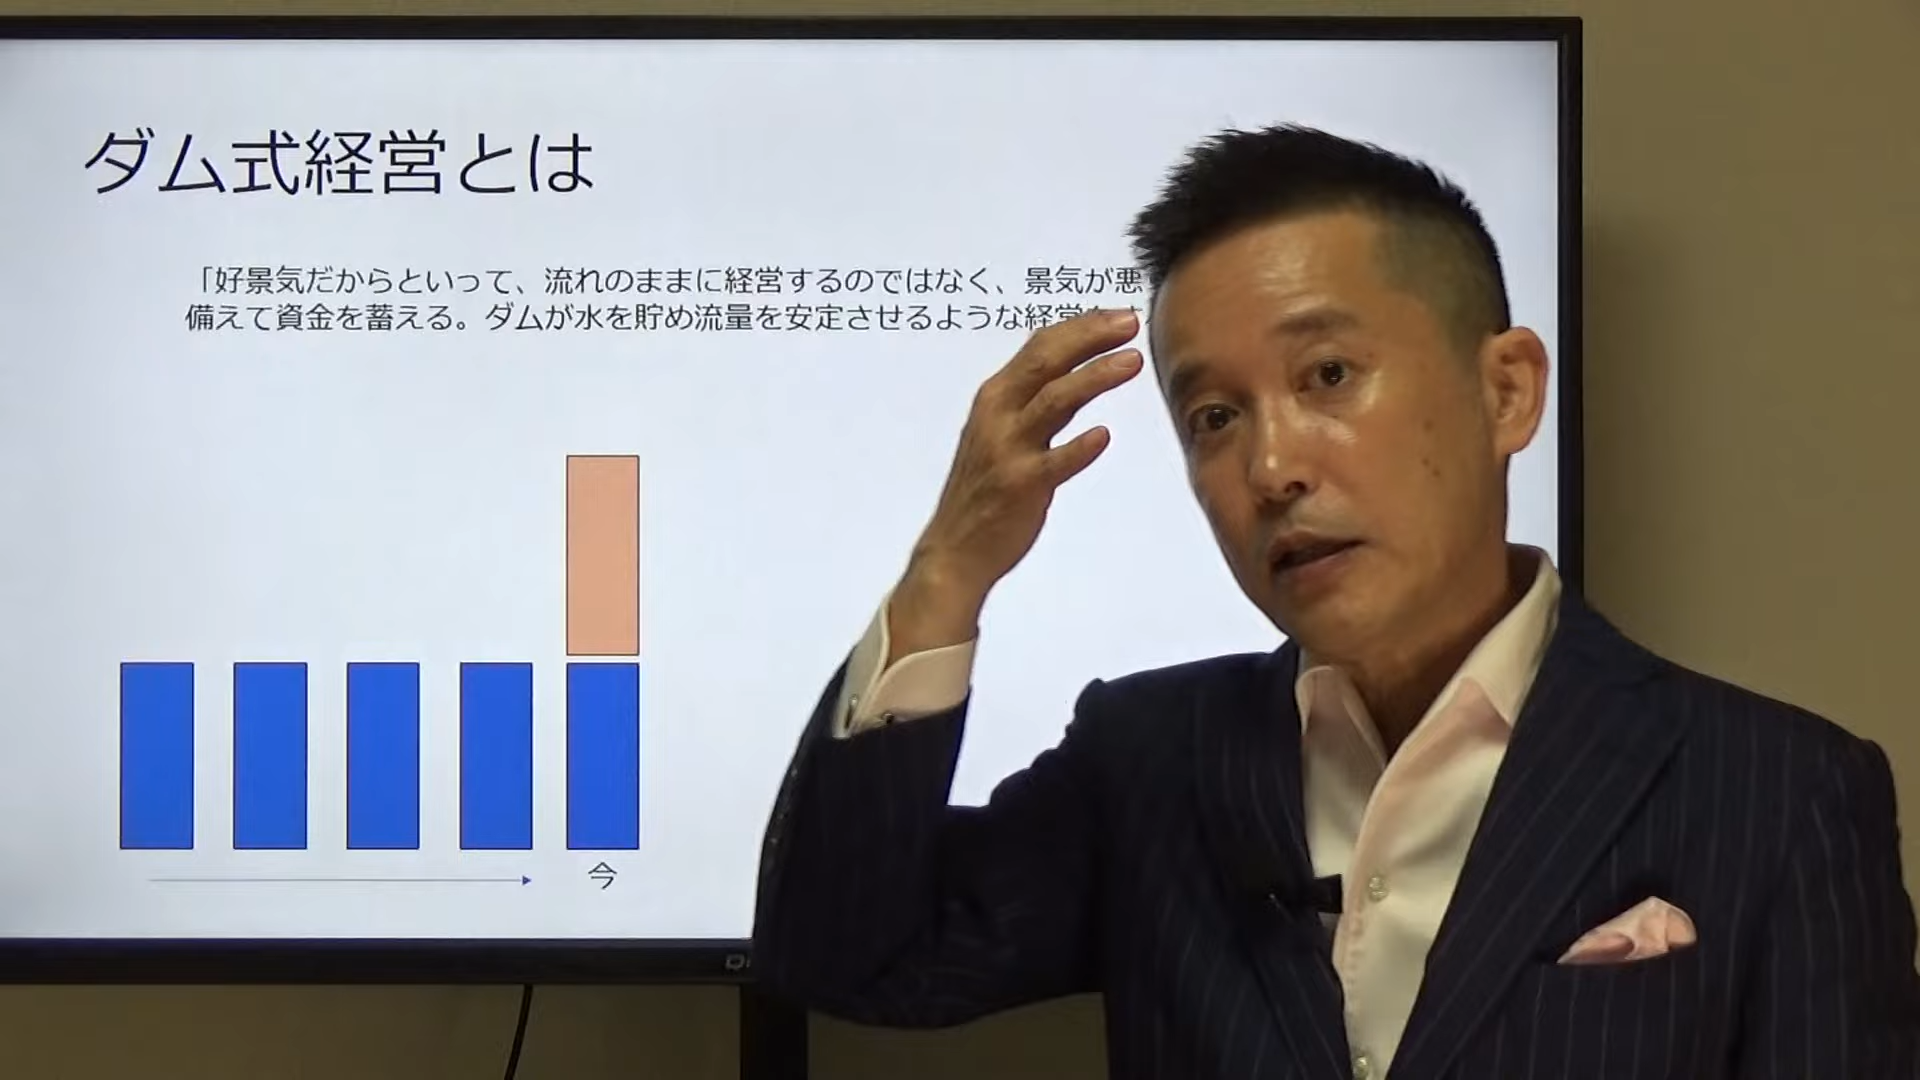 ダム式経営とは
「好景気だからといって、流れのままに経営するのではなく、景気が悪
備えて資金を蓄える。ダムが水を貯め流量を安定させるような経営
今